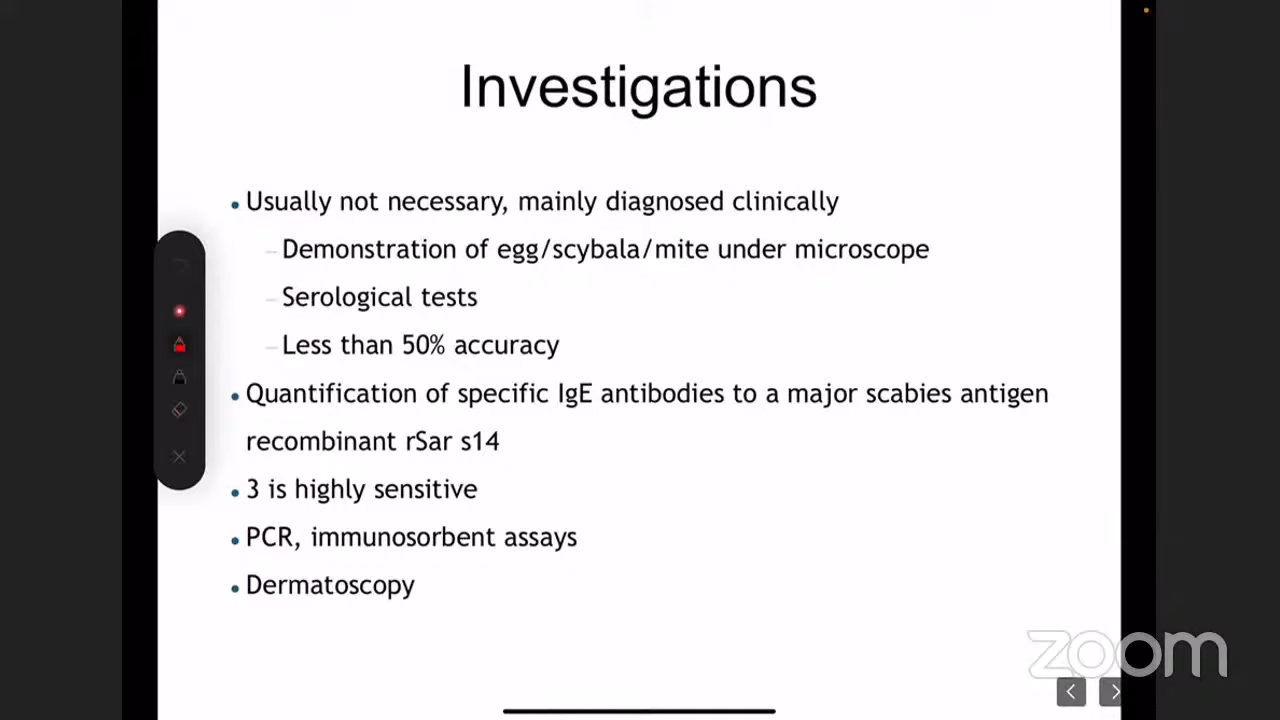 Investigations
• Usually not necessary, mainly diagnosed clinically
– Demonstration of egg/scybala/mite under microscope
– Serological tests
– Less than 50% accuracy
• Quantification of specific IgE antibodies to a major scabies antigen
recombinant rSar s14
• 3 is highly sensitive
• PCR, immunosorbent assays
• Dermatoscopy
zoom